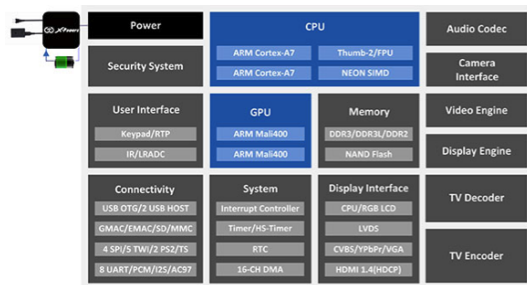 X-Powers
Power
CPU
ARM Cortex-A7
Thumb-2/FPU
ARM Cortex-A7
NEON SIMD
Audio Codec
Security System
Camera
Interface
User Interface
Keypad/RTP
IR/LRADC
GPU
ARM Mali400
ARM Mali400
Memory
DDR3/DDR3L/DDR2
NAND Flash
Video Engine
Display Engine
Connectivity
USB OTG/2 USB HOST
GMAC/EMAC/SD/MMC
4 SPI/5 TWI/2 PS2/TS
8 UART/PCM/I2S/AC97
System
Interrupt Controller
Timer/HS-Timer
RTC
16-CH DMA
Display Interface
CPU/RGB LCD
LVDS
CVBS/YPbPr/VGA
HDMI 1.4(HDCP)
TV Decoder
TV Encoder